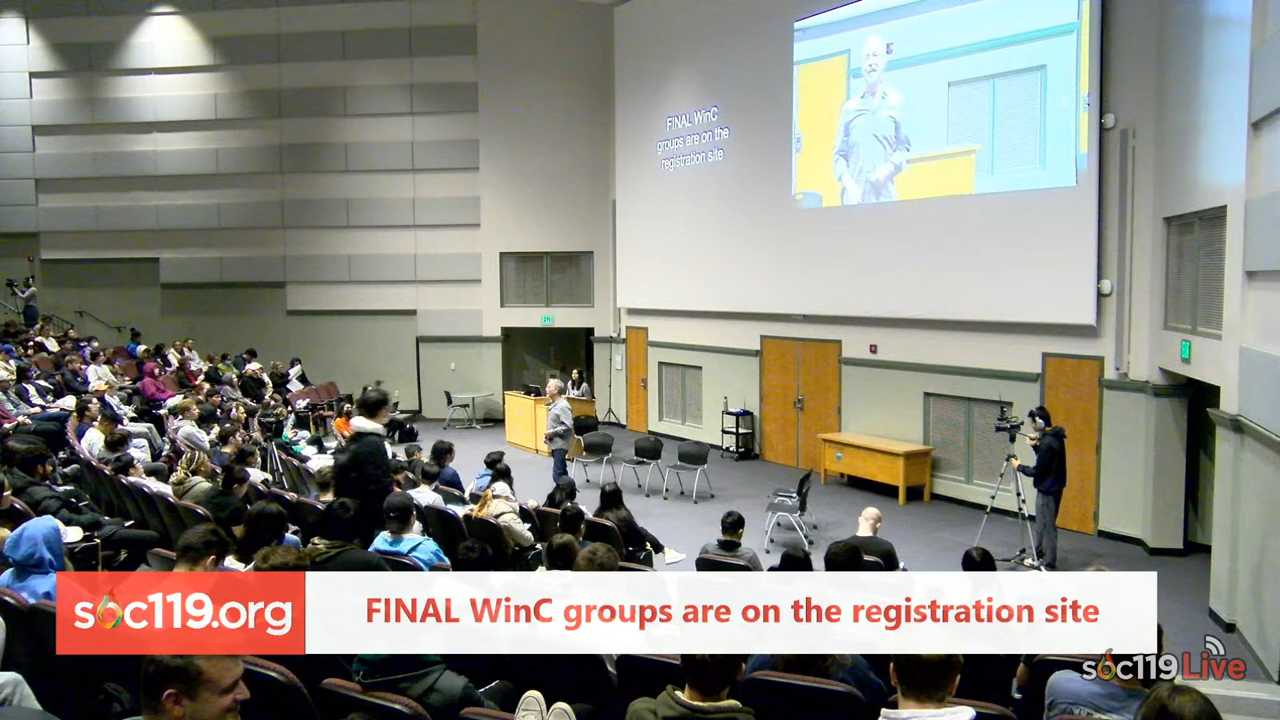 FINAL WinC
groups are on the
registration site
EXIT
soc119.org
FINAL WinC groups are on the registration site
soc119Live